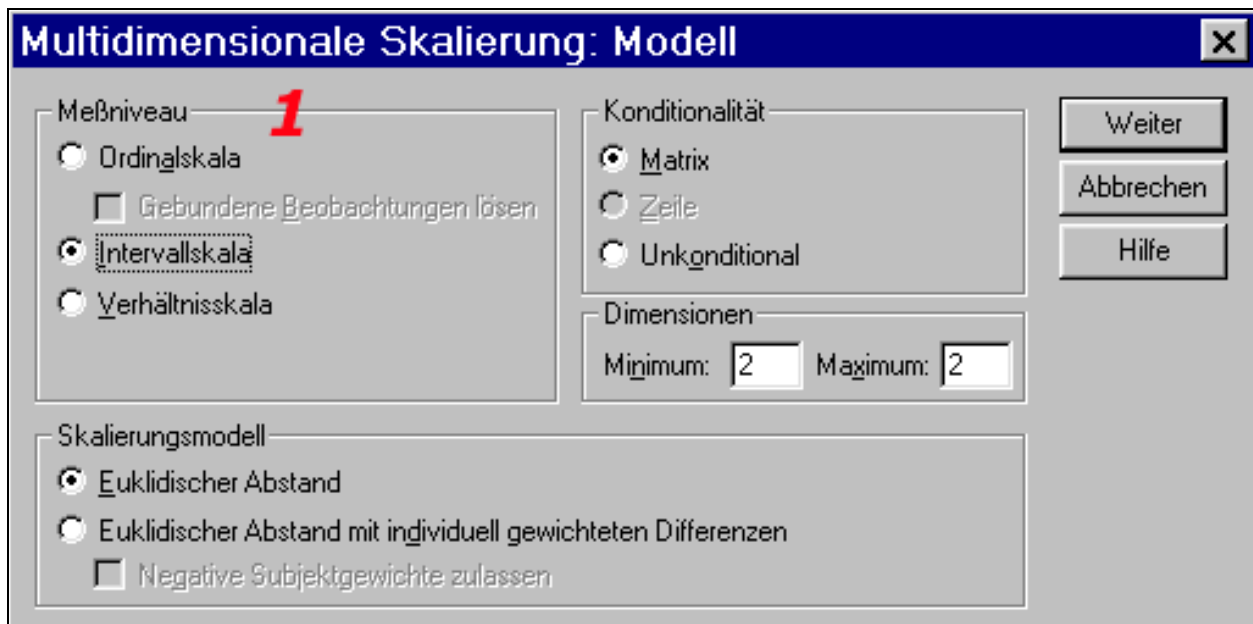 Multidimensionale Skalierung: Modell
Meßniveau
1
Ordinalskala
Gebundene Beobachtungen lösen
Intervallskala
Verhältnisskala
Konditionalität
Matrix
Zeile
Unkonditional
Dimensionen
Minimum: 2 Maximum: 2
Skalierungsmodell
Euklidischer Abstand
Euklidischer Abstand mit individuell gewichteten Differenzen
Negative Subjektgewichte zulassen
Weiter
Abbrechen
Hilfe